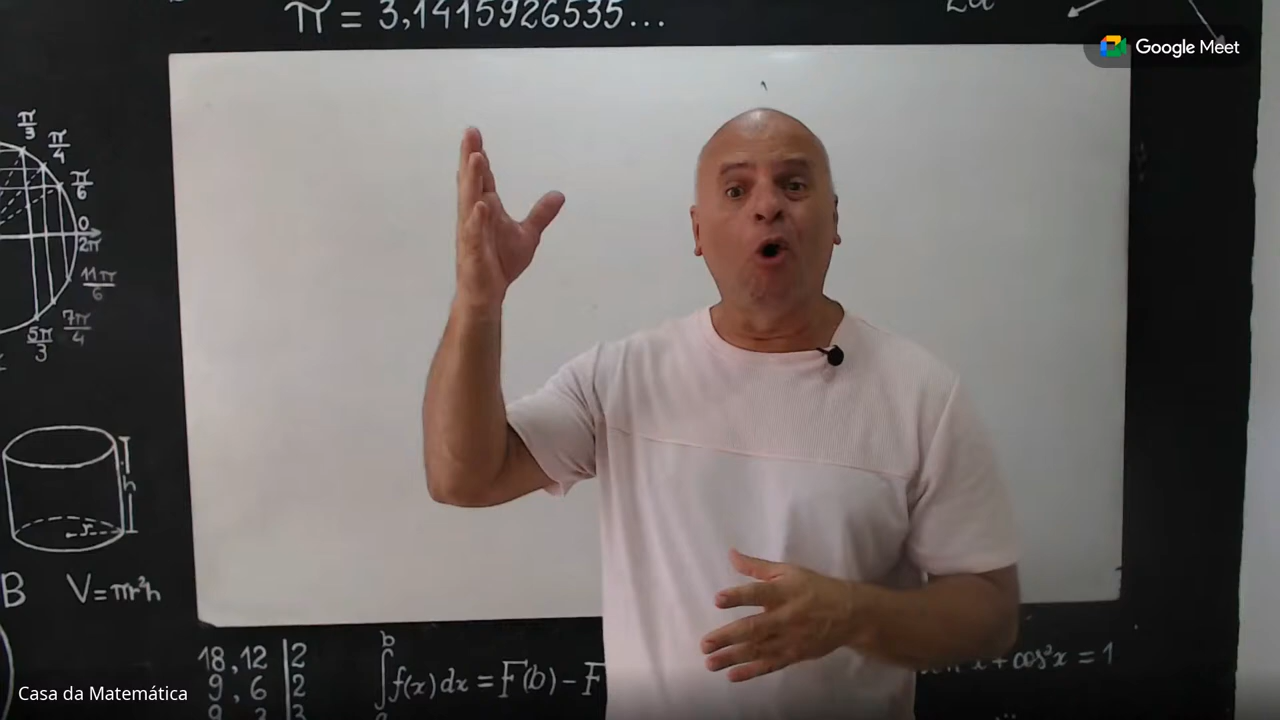 π = 3,1415926535...
2a
Google Meet
π/3
π/4
π/6
0
2π
11π/6
7π/4
5π/3
h
r
B V=πr²h
18,12 | 2
9, 6 | 2
b
∫f(x)dx = F(b) - F
x + cos²x = 1
Casa da Matemática